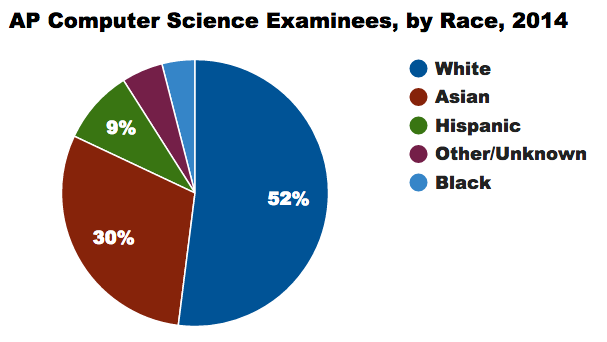 AP Computer Science Examinees, by Race, 2014
White
Asian
Hispanic
Other/Unknown
Black
9%
52%
30%